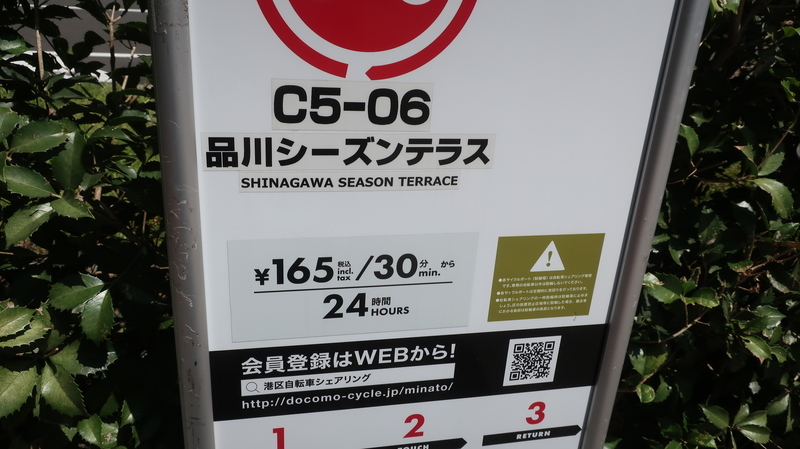 C5-06
品川シーズンテラス
SHINAGAWA SEASON TERRACE
¥165 税込 incl. tax /30分 min. から
24時間 HOURS
会員登録はWEBから!
港区自転車シェアリング
http://docomo-cycle.jp/minato/
1 2 3
RETURN